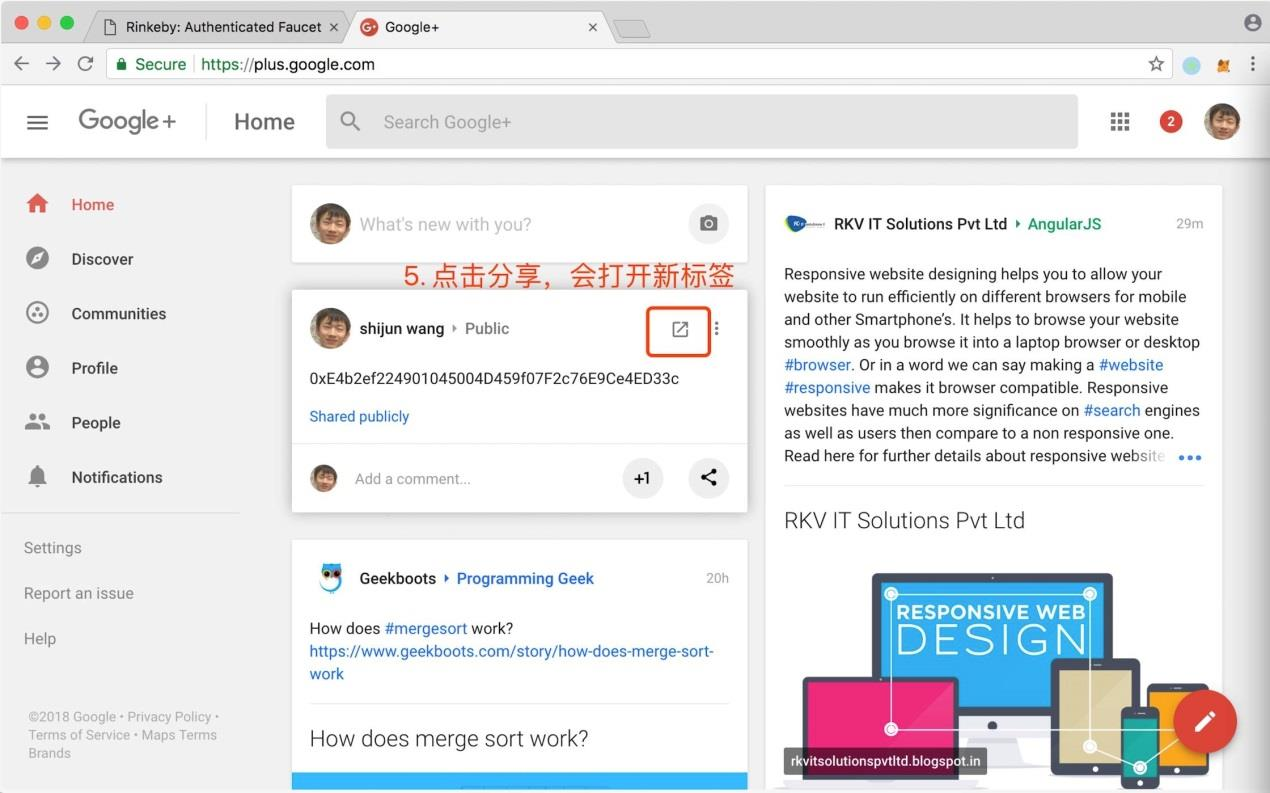 Rinkeby: Authenticated Faucet
Google+
Secure https://plus.google.com
Google+ Home Search Google+ 2
Home
Discover
Communities
Profile
People
Notifications
Settings
Report an issue
Help
©2018 Google • Privacy Policy •
Terms of Service • Maps Terms
Brands
What's new with you?
5. 点击分享，会打开新标签
shijun wang Public
0xE4b2ef224901045004D459f07F2c76E9Ce4ED33c
Shared publicly
Add a comment... +1
Geekboots Programming Geek 20h
How does #mergesort work?
https://www.geekboots.com/story/how-does-merge-sort-
work
How does merge sort work?
RKV IT Solutions Pvt Ltd AngularJS 29m
Responsive website designing helps you to allow your
website to run efficiently on different browsers for mobile
and other Smartphone's. It helps to browse your website
smoothly as you browse it into a laptop browser or desktop
#browser. Or in a word we can say making a #website
#responsive makes it browser compatible. Responsive
websites have much more significance on #search engines
as well as users then compare to a non responsive one.
Read here for further details about responsive website
RKV IT Solutions Pvt Ltd
RESPONSIVE WEB
DESIGN
rkvitsolutionspvtltd.blogspot.in